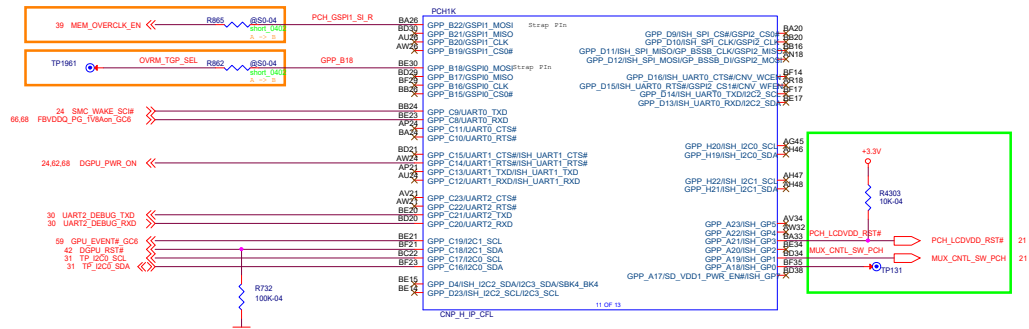 PCH1K
39 MEM_OVERCLK_EN
R865
@S0-04
short_0402
A -> B
PCH_GSPI1_SI_R
BA26 GPP_B22/GSPI1_MOSI Strap PIn
BD30 GPP_B21/GSPI1_MISO
AU26 GPP_B20/GSPI1_CLK
AW26 GPP_B19/GSPI1_CS0#
TP1961
OVRM_TGP_SEL
R862
@S0-04
short_0402
A -> B
GPP_B18
BE30 GPP_B18/GSPI0_MOSI Strap PIn
BD29 GPP_B17/GSPI0_MISO
BF29 GPP_B16/GSPI0_CLK
BB26 GPP_B15/GSPI0_CS0#
24 SMC_WAKE_SCI# BB24 GPP_C9/UART0_TXD
66,68 FBVDDQ_PG_1V8Aon_GC6 BE23 GPP_C8/UART0_RXD
AP24 GPP_C11/UART0_CTS#
BA24 GPP_C10/UART0_RTS#
24,62,68 DGPU_PWR_ON
BD21 GPP_C15/UART1_CTS#/ISH_UART1_CTS#
AW24 GPP_C14/UART1_RTS#/ISH_UART1_RTS#
AP21 GPP_C13/UART1_TXD/ISH_UART1_TXD
AU24 GPP_C12/UART1_RXD/ISH_UART1_RXD
AV21 GPP_C23/UART2_CTS#
AW21 GPP_C22/UART2_RTS#
30 UART2_DEBUG_TXD BE20 GPP_C21/UART2_TXD
30 UART2_DEBUG_RXD BD20 GPP_C20/UART2_RXD
59 GPU_EVENT#_GC6 BE21 GPP_C19/I2C1_SCL
42 DGPU_RST# BF21 GPP_C18/I2C1_SDA
31 TP_I2C0_SCL BC22 GPP_C17/I2C0_SCL
31 TP_I2C0_SDA BF23 GPP_C16/I2C0_SDA
BE15 GPP_D4/ISH_I2C2_SDA/I2C3_SDA/SBK4_BK4
BE14 GPP_D23/ISH_I2C2_SCL/I2C3_SCL
R732
100K-04
GPP_D9/ISH_SPI_CS#/GSPI2_CS0# BA20
GPP_D10/ISH_SPI_CLK/GSPI2_CLK BB20
GPP_D11/ISH_SPI_MISO/GP_BSSB_CLK/GSPI2_MISO BB16
GPP_D12/ISH_SPI_MOSI/GP_BSSB_DI/GSPI2_MOSI AN18
GPP_D16/ISH_UART0_CTS#/CNV_WCEN BF14
GPP_D15/ISH_UART0_RTS#/GSPI2_CS1#/CNV_WFEN AR18
GPP_D14/ISH_UART0_TXD/I2C2_SCL BF17
GPP_D13/ISH_UART0_RXD/I2C2_SDA BE17
GPP_H20/ISH_I2C0_SCL AG45
GPP_H19/ISH_I2C0_SDA AH46
GPP_H22/ISH_I2C1_SCL AH47
GPP_H21/ISH_I2C1_SDA AH48
GPP_A23/ISH_GP5 AV34
GPP_A22/ISH_GP4 AW32
GPP_A21/ISH_GP3 BA33
GPP_A20/ISH_GP2 BE34
GPP_A19/ISH_GP1 BD34
GPP_A18/ISH_GP0 BF35
GPP_A17/SD_VDD1_PWR_EN#/ISH_GP7 BD38
+3.3V
R4303
10K-04
PCH_LCDVDD_RST# PCH_LCDVDD_RST# 21
MUX_CNTL_SW_PCH MUX_CNTL_SW_PCH 21
TP131
11 OF 13
CNP_H_IP_CFL